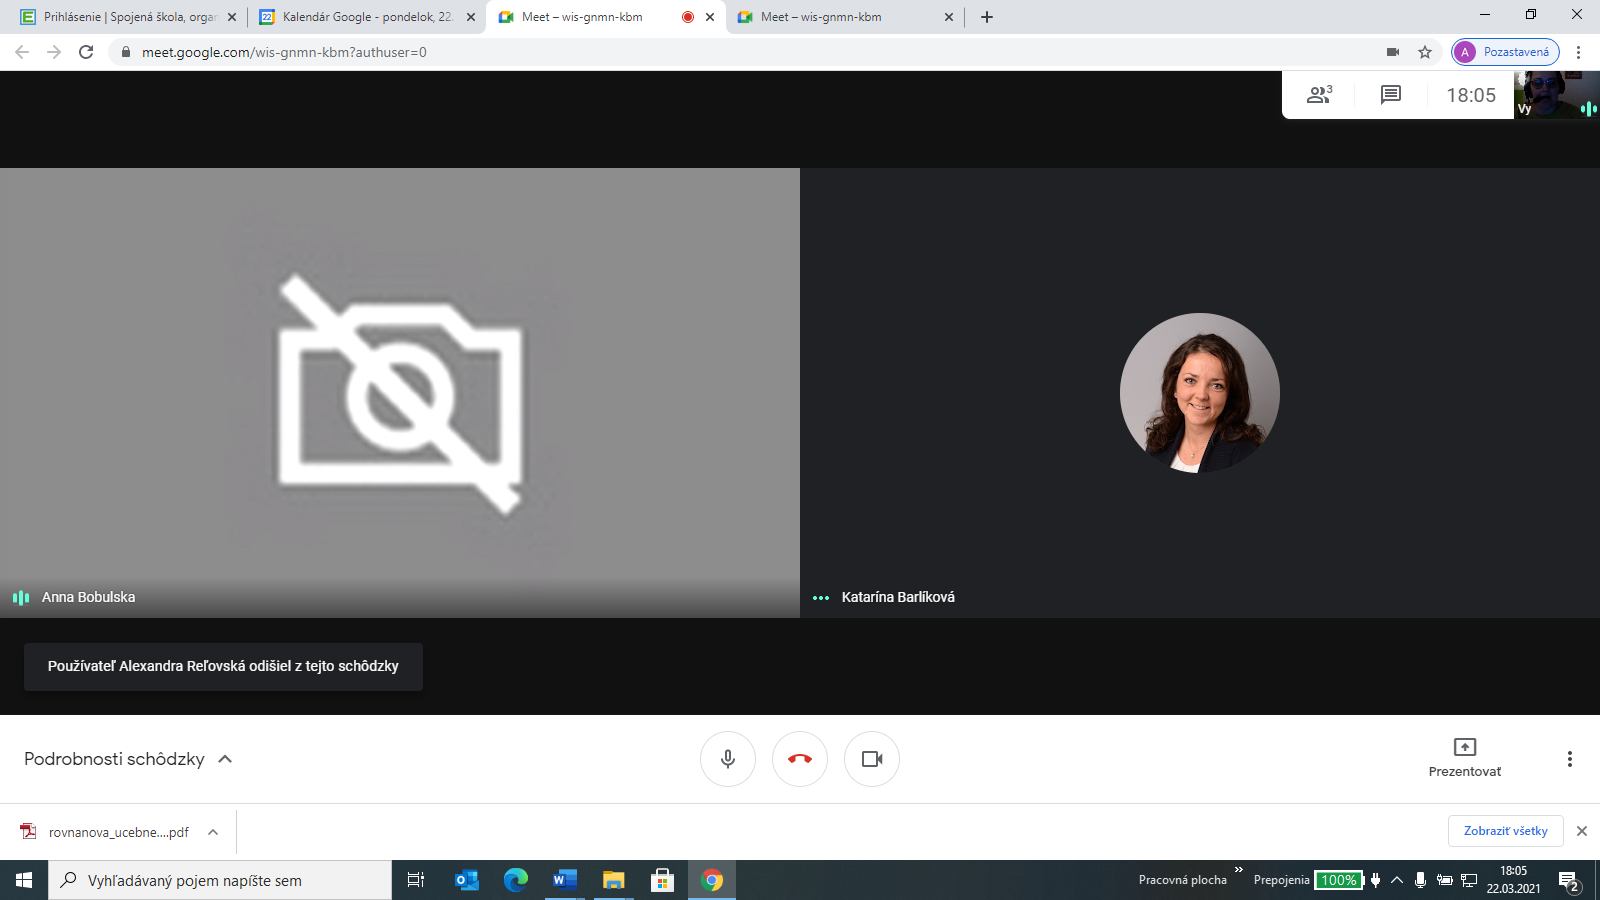 Prihlásenie | Spojená škola, organ
Kalendár Google - pondelok, 22.
Meet – wis-gnmn-kbm
Meet – wis-gnmn-kbm
meet.google.com/wis-gnmn-kbm?authuser=0
A
Pozastavená
3
18:05
Vy
Anna Bobulska
Katarína Barlíková
Používateľ Alexandra Reľovská odišiel z tejto schôdzky
Podrobnosti schôdzky
Prezentovať
rovnanova_ucebne....pdf
Zobraziť všetky
Vyhľadávaný pojem napíšte sem
Pracovná plocha
Prepojenia
100%
18:05
22.03.2021
2